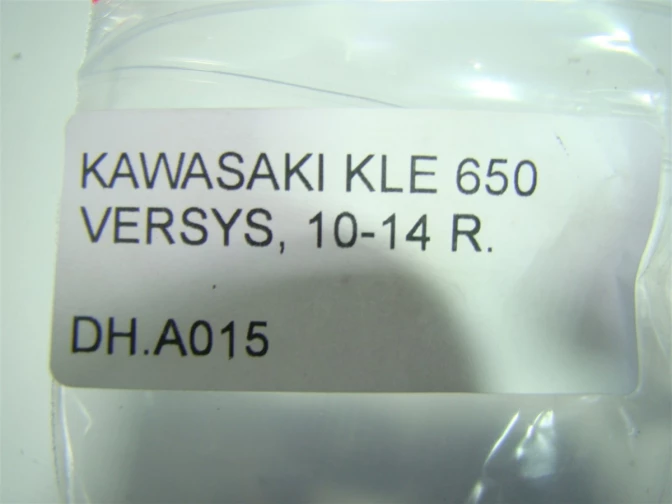 KAWASAKI KLE 650
VERSYS, 10-14 R.
DH.A015